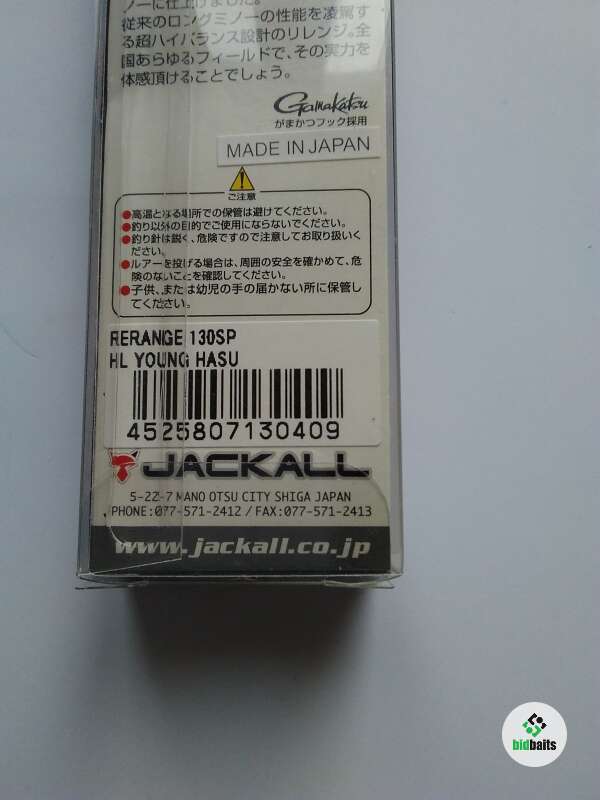 ノーに仕上げました。
従来のロングミノーの性能を凌駕す
る超ハイバランス設計のリレンジ。全
国あらゆるフィールドで、その実力を
体感頂けることでしょう。
Gamakatsu
がまかつフック採用
MADE IN JAPAN
ご注意
●高温となる場所での保管は避けてください。
●釣り以外の目的でご使用にならないでください。
●釣り針は鋭く、危険ですので注意してお取り扱いく
ださい。
●ルアーを投げる場合は、周囲の安全を確かめて、危
険のないことを確認してください。
●子供、または幼児の手の届かない所に保管し
てください。
RERANGE 130SP
HL YOUNG HASU
4525807130409
JACKALL
5-22-7 MANO OTSU CITY SHIGA JAPAN
PHONE:077-571-2412 / FAX:077-571-2413
www.jackall.co.jp
bidbaits